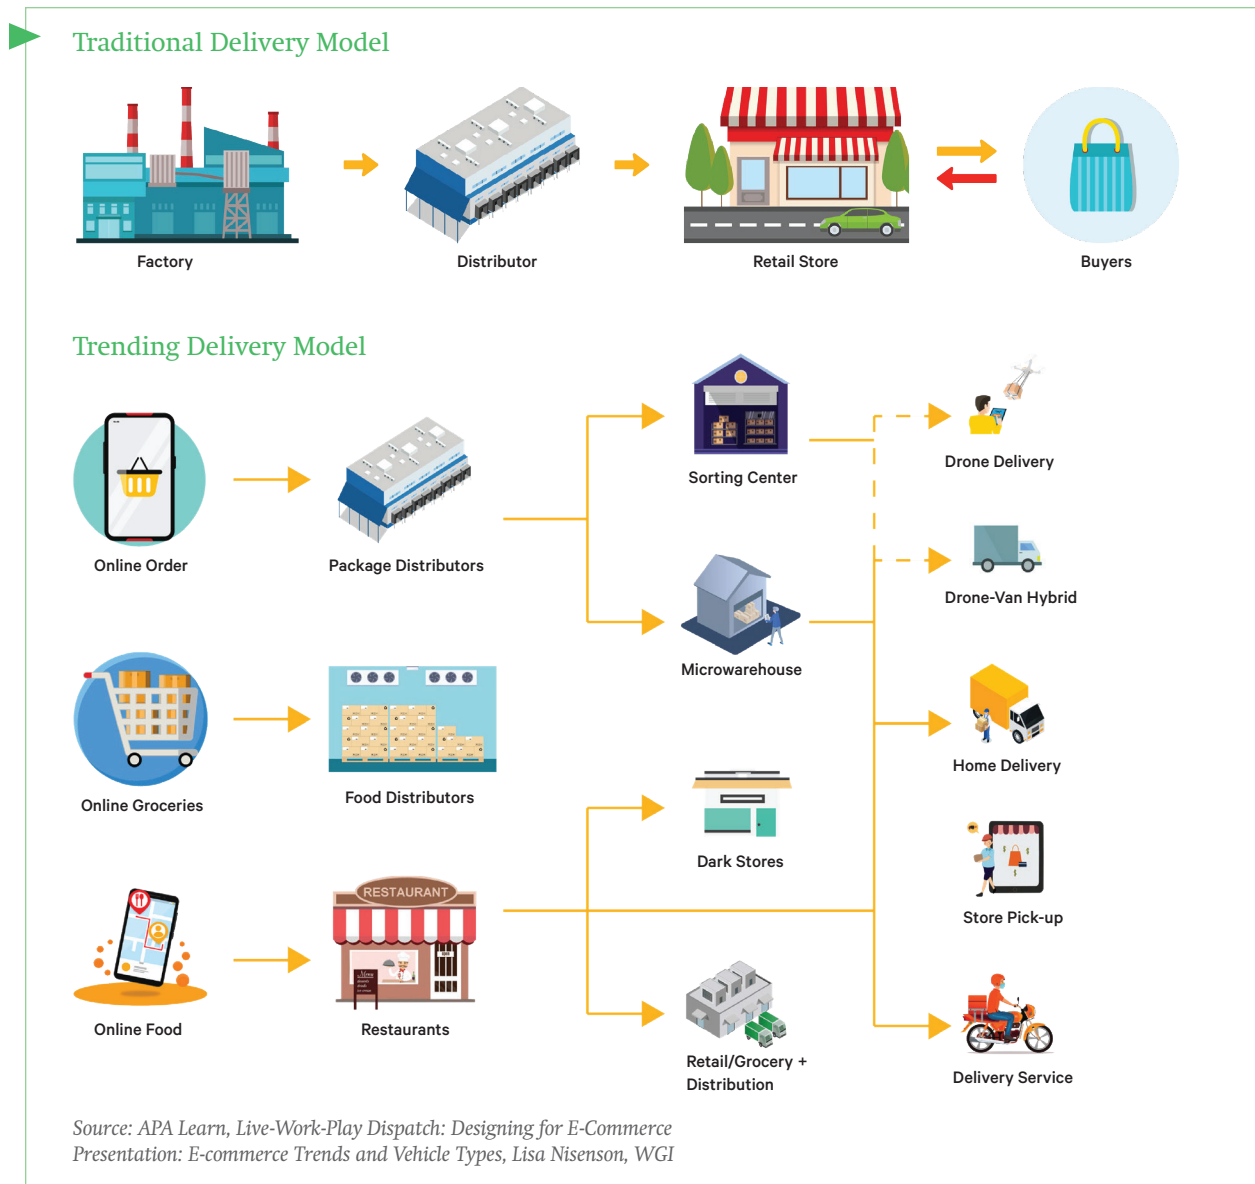 Traditional Delivery Model
Factory
Distributor
Retail Store
Buyers
Trending Delivery Model
Online Order
Package Distributors
Sorting Center
Drone Delivery
Drone-Van Hybrid
Microwarehouse
Online Groceries
Food Distributors
Home Delivery
Dark Stores
Store Pick-up
RESTAURANT
Menu
Online Food
Restaurants
Retail/Grocery +
Distribution
Delivery Service
Source: APA Learn, Live-Work-Play Dispatch: Designing for E-Commerce
Presentation: E-commerce Trends and Vehicle Types, Lisa Nisenson, WGI